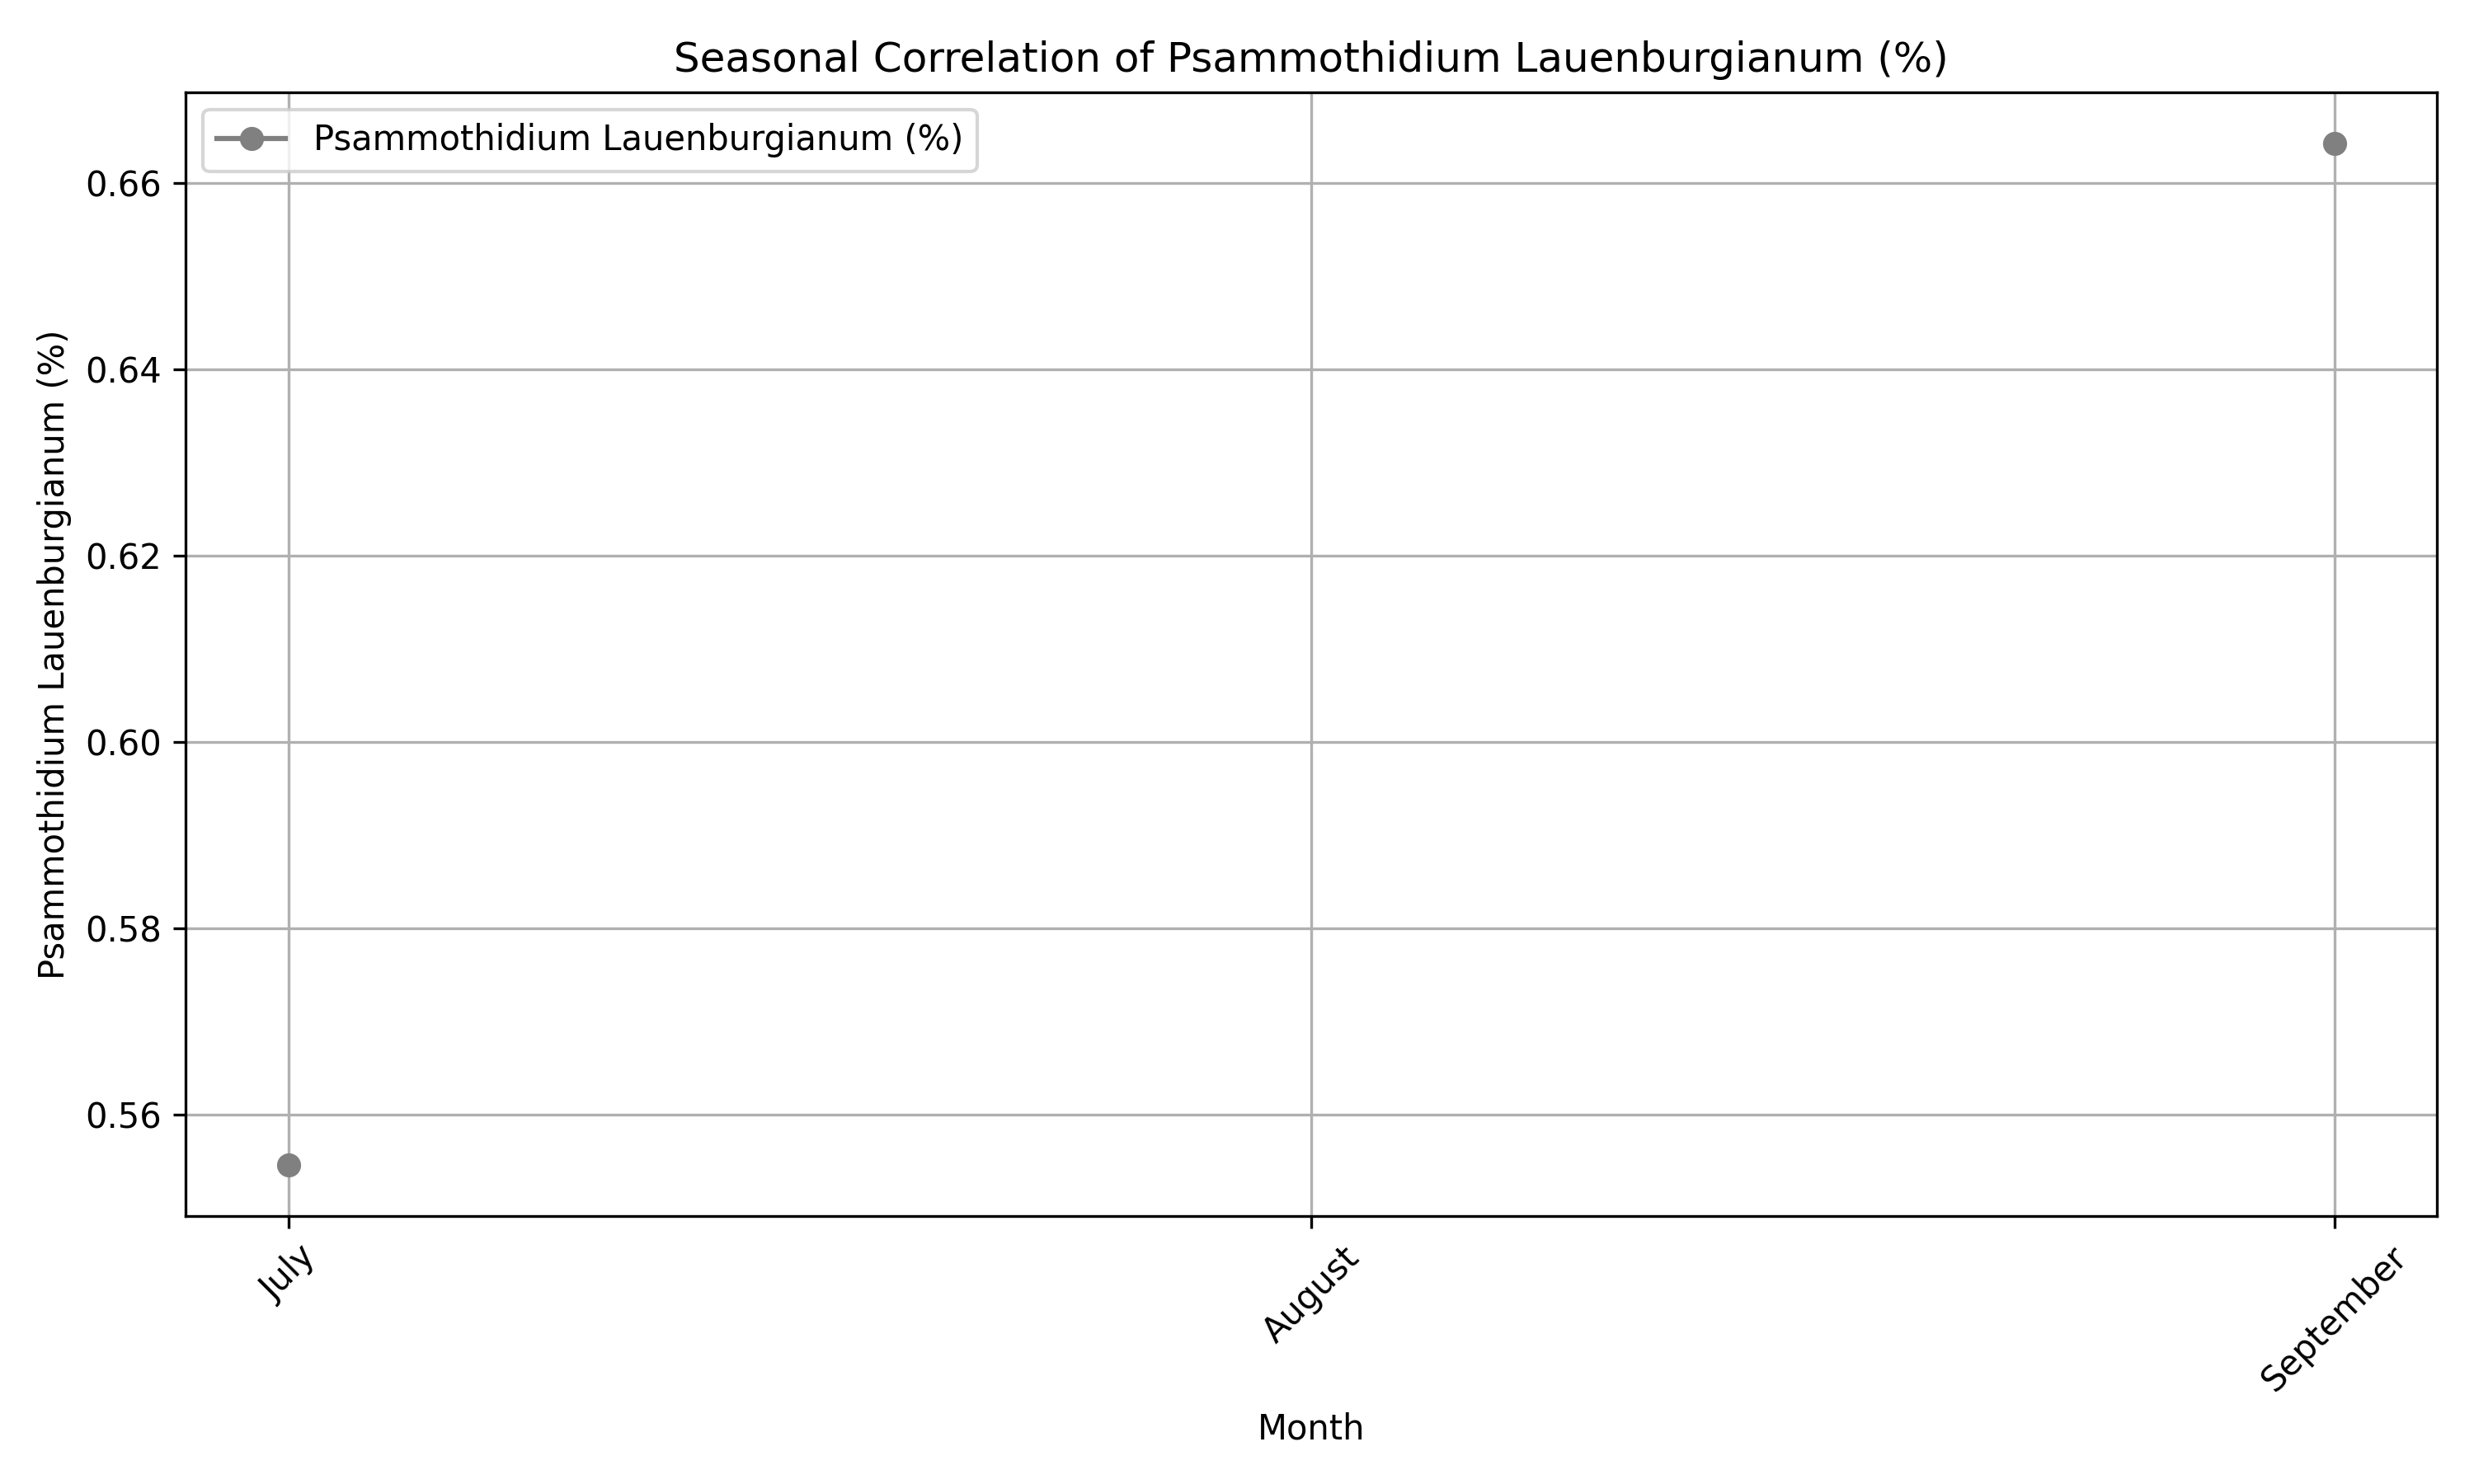 Seasonal Correlation of Psammothidium Lauenburgianum (%)
Psammothidium Lauenburgianum (%)
Psammothidium Lauenburgianum (%)
0.66
0.64
0.62
0.60
0.58
0.56
July
August
September
Month